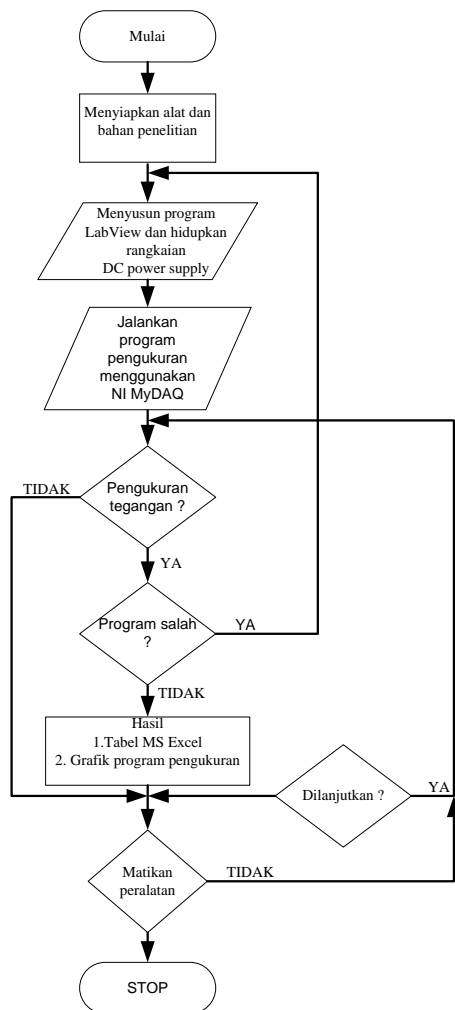 Mulai
Menyiapkan alat dan
bahan penelitian
Menyusun program
LabView dan hidupkan
rangkaian
DC power supply
Jalankan
program
pengukuran
menggunakan
NI MyDAQ
TIDAK
Pengukuran
tegangan ?
YA
Program salah
?
YA
TIDAK
Hasil
1.Tabel MS Excel
2. Grafik program pengukuran
Dilanjutkan ?
YA
Matikan
peralatan
TIDAK
STOP